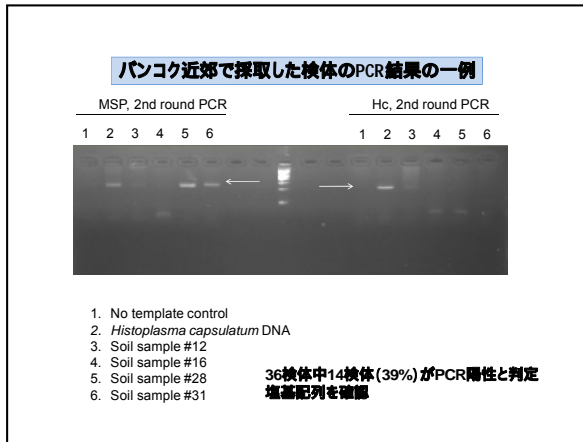 バンコク近郊で採取した検体のPCR結果の一例
MSP, 2nd round PCR
Hc, 2nd round PCR
1 2 3 4 5 6
1 2 3 4 5 6
1. No template control
2. Histoplasma capsulatum DNA
3. Soil sample #12
4. Soil sample #16
5. Soil sample #28
6. Soil sample #31
36検体中14検体(39%)がPCR陽性と判定
塩基配列を確認